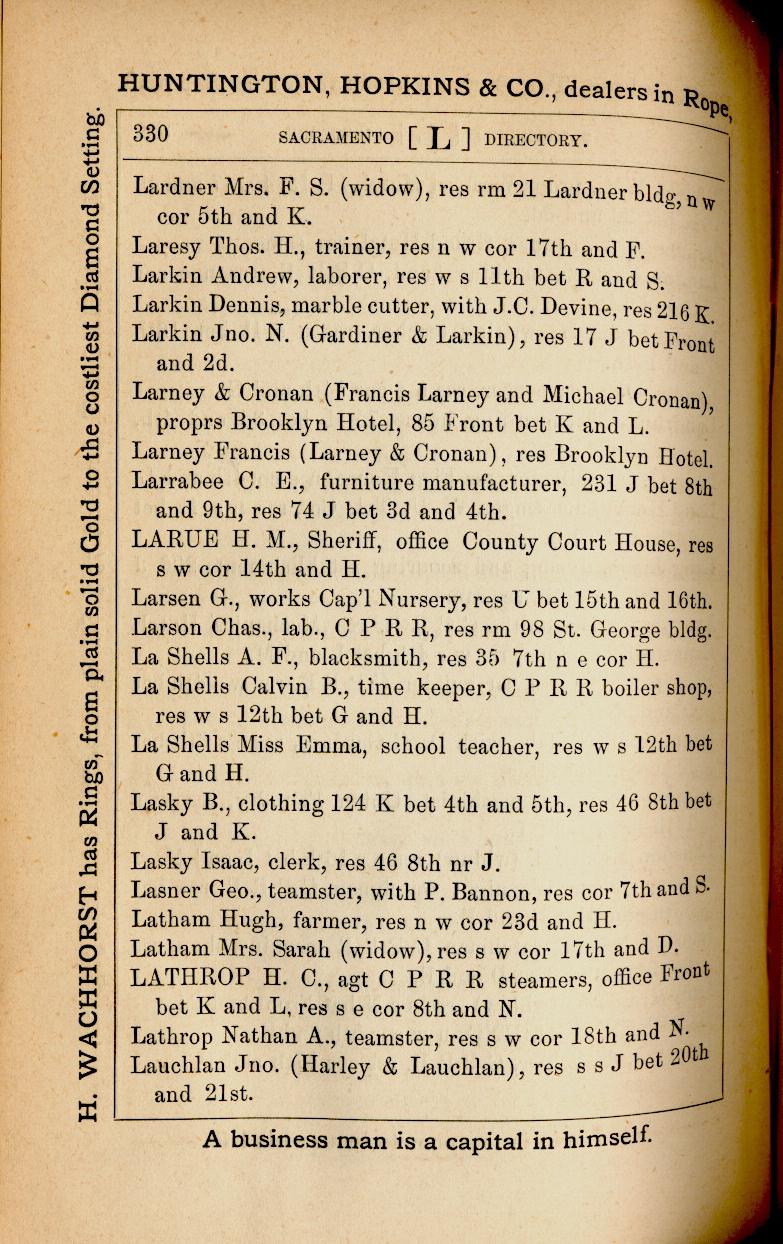 HUNTINGTON, HOPKINS & CO., dealers in Rope,
330 SACRAMENTO [ L ] DIRECTORY.
Lardner Mrs. F. S. (widow), res rm 21 Lardner bldg, n w
cor 5th and K.
Laresy Thos. H., trainer, res n w cor 17th and F.
Larkin Andrew, laborer, res w s 11th bet R and S.
Larkin Dennis, marble cutter, with J.C. Devine, res 216 K.
Larkin Jno. N. (Gardiner & Larkin), res 17 J bet Front
and 2d.
Larney & Cronan (Francis Larney and Michael Cronan),
proprs Brooklyn Hotel, 85 Front bet K and L.
Larney Francis (Larney & Cronan), res Brooklyn Hotel.
Larrabee C. E., furniture manufacturer, 231 J bet 8th
and 9th, res 74 J bet 3d and 4th.
LARUE H. M., Sheriff, office County Court House, res
s w cor 14th and H.
Larsen G., works Cap'l Nursery, res U bet 15th and 16th.
Larson Chas., lab., C P R R, res rm 98 St. George bldg.
La Shells A. F., blacksmith, res 35 7th n e cor H.
La Shells Calvin B., time keeper, C P R R boiler shop,
res w s 12th bet G and H.
La Shells Miss Emma, school teacher, res w s 12th bet
G and H.
Lasky B., clothing 124 K bet 4th and 5th, res 46 8th bet
J and K.
Lasky Isaac, clerk, res 46 8th nr J.
Lasner Geo., teamster, with P. Bannon, res cor 7th and S.
Latham Hugh, farmer, res n w cor 23d and H.
Latham Mrs. Sarah (widow), res s w cor 17th and D.
LATHROP H. C., agt C P R R steamers, office Front
bet K and L, res s e cor 8th and N.
Lathrop Nathan A., teamster, res s w cor 18th and N.
Lauchlan Jno. (Harley & Lauchlan), res s s J bet 20th
and 21st.
A business man is a capital in himself.
H. WACHHORST has Rings, from plain solid Gold to the costliest Diamond Setting.